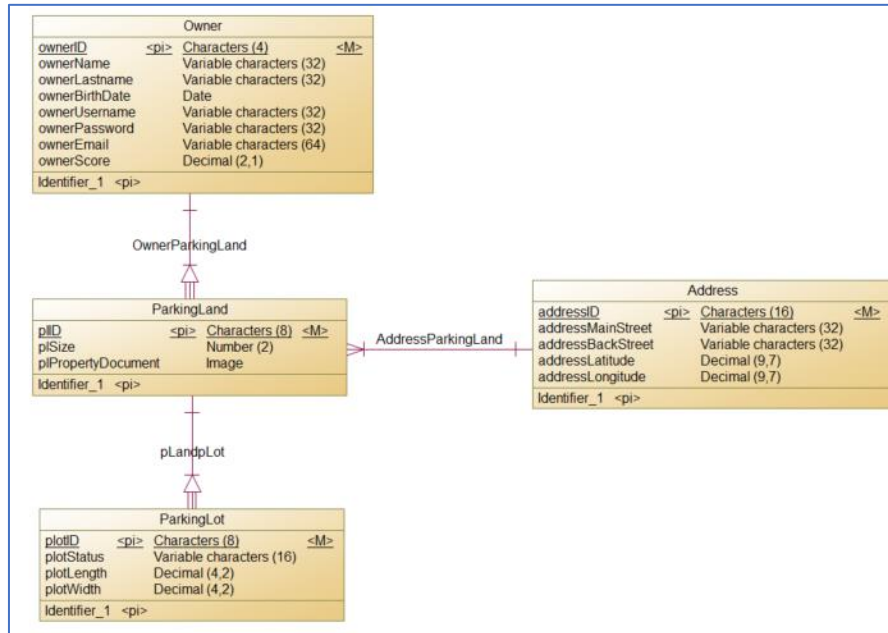 Owner
ownerID <pi> Characters (4) <M>
ownerName Variable characters (32)
ownerLastname Variable characters (32)
ownerBirthDate Date
ownerUsername Variable characters (32)
ownerPassword Variable characters (32)
ownerEmail Variable characters (64)
ownerScore Decimal (2,1)
Identifier_1 <pi>
OwnerParkingLand
ParkingLand
plID <pi> Characters (8) <M>
plSize Number (2)
plPropertyDocument Image
Identifier_1 <pi>
AddressParkingLand
Address
addressID <pi> Characters (16) <M>
addressMainStreet Variable characters (32)
addressBackStreet Variable characters (32)
addressLatitude Decimal (9,7)
addressLongitude Decimal (9,7)
Identifier_1 <pi>
pLandpLot
ParkingLot
plotID <pi> Characters (8) <M>
plotStatus Variable characters (16)
plotLength Decimal (4,2)
plotWidth Decimal (4,2)
Identifier_1 <pi>